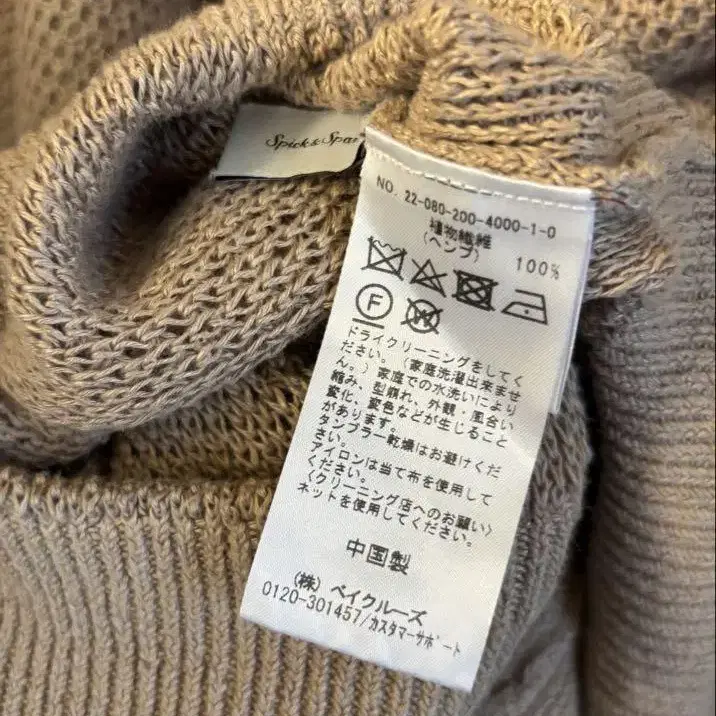 Spick & Span
NO. 22-080-200-4000-1-0
植物繊維
(ヘンプ) 100%
F
ドライクリーニングをしてく
ださい。(家庭洗濯出来ませ
ん。)家庭での水洗いにより
縮み、型崩れ、外観・風合い
変化、変色などが生じること
があります。
タンブラー乾燥はお避けくだ
さい。
アイロンは当て布を使用して
ください。
〈クリーニング店へのお願い〉
ネットを使用してください。
中国製
(株) ベイクルーズ
0120-301457/カスタマーサポート